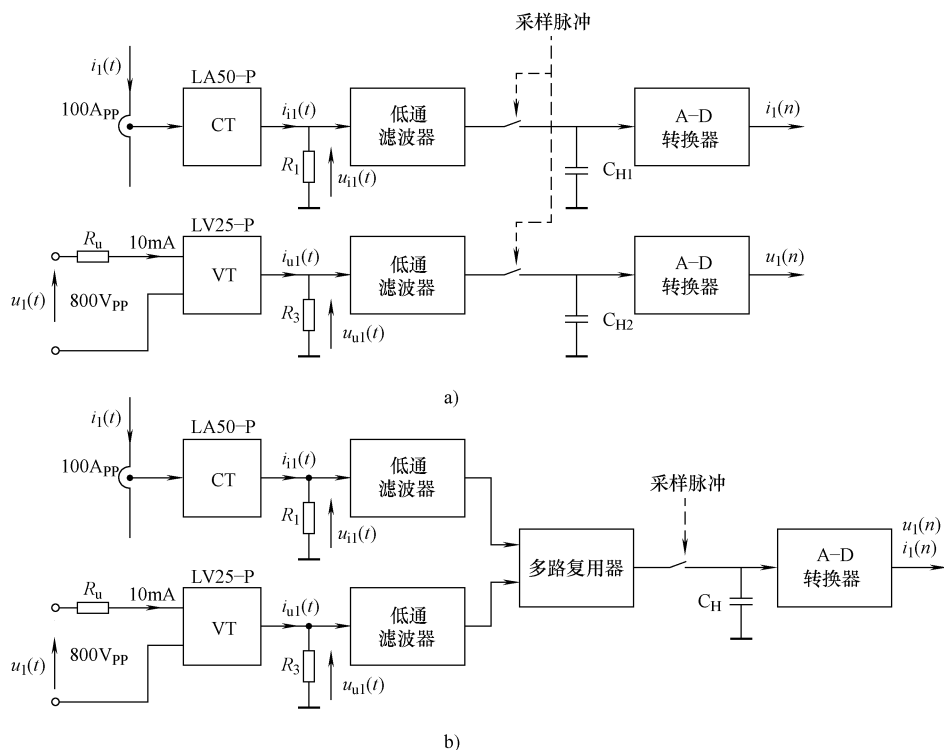 采样脉冲
i1(t)
LA50-P
100APP
CT
ii1(t)
R1
ui1(t)
低通
滤波器
CH1
A-D
转换器
i1(n)
LV25-P
Ru
10mA
VT
iu1(t)
u1(t)
800VPP
R3
uu1(t)
低通
滤波器
CH2
A-D
转换器
u1(n)
a)
i1(t)
LA50-P
100APP
CT
ii1(t)
R1
ui1(t)
低通
滤波器
采样脉冲
多路复用器
CH
A-D
转换器
u1(n)
i1(n)
LV25-P
Ru
10mA
VT
iu1(t)
u1(t)
800VPP
R3
uu1(t)
低通
滤波器
b)